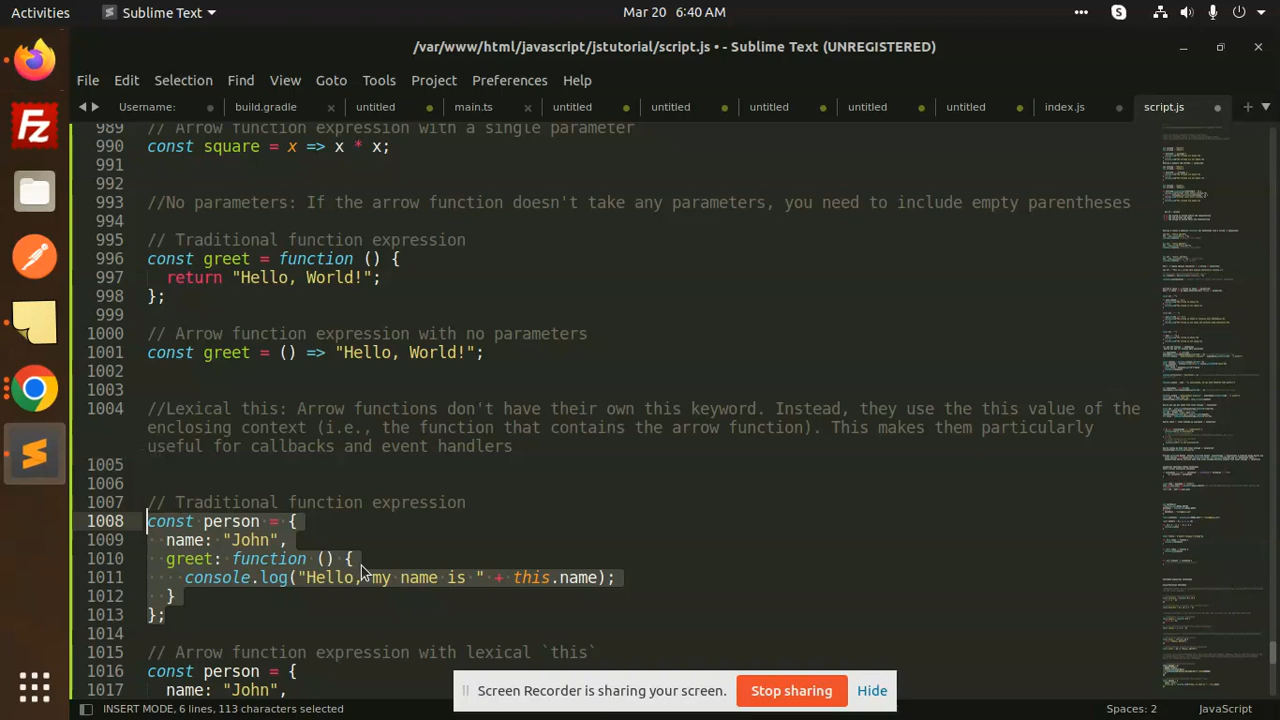 Activities
Sublime Text
Mar 20 6:40 AM
/var/www/html/javascript/jstutorial/script.js • - Sublime Text (UNREGISTERED)
File Edit Selection Find View Goto Tools Project Preferences Help
Username: build.gradle untitled main.ts untitled untitled untitled untitled untitled index.js script.js
989 // Arrow function expression with a single parameter
990 const square = x => x * x;
991
992
993 //No parameters: If the arrow function doesn't take any parameters, you need to include empty parentheses
994
995 // Traditional function expression
996 const greet = function () {
997 return "Hello, World!";
998 };
999
1000 // Arrow function expression with no parameters
1001 const greet = () => "Hello, World!";
1002
1003
1004 //Lexical this: Arrow functions don't have their own this keyword. Instead, they use the this value of the
enclosing context (i.e., the function that contains the arrow function). This makes them particularly
useful for callbacks and event handlers
1005
1006
1007 // Traditional function expression
1008 const person = {
1009 name: "John",
1010 greet: function () {
1011 console.log("Hello, my name is " + this.name);
1012 }
1013 };
1014
1015 // Arrow function expression with lexical `this`
1016 const person = {
1017 name: "John",
Screen Recorder is sharing your screen. Stop sharing Hide
INSERT MODE, 6 lines, 113 characters selected
Spaces: 2
JavaScript
FZ